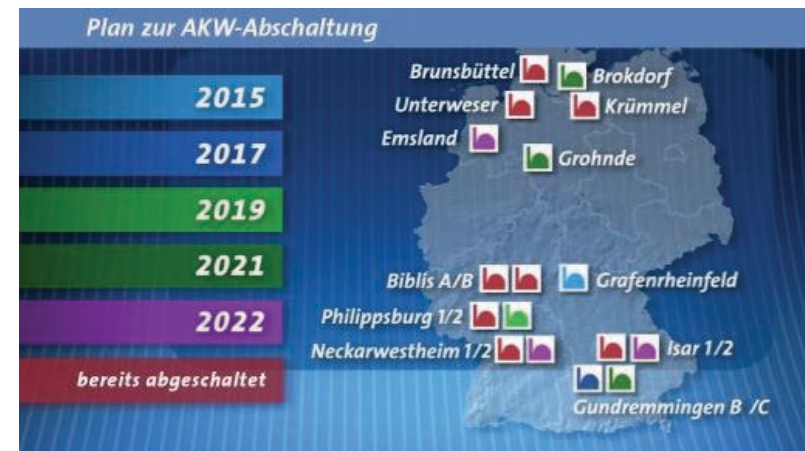 Plan zur AKW-Abschaltung
2015
2017
2019
2021
2022
bereits abgeschaltet
Brunsbüttel
Brokdorf
Unterweser
Krümmel
Emsland
Grohnde
Biblis A/B
Grafenrheinfeld
Philippsburg 1/2
Neckarwestheim 1/2
Isar 1/2
Gundremmingen B /C